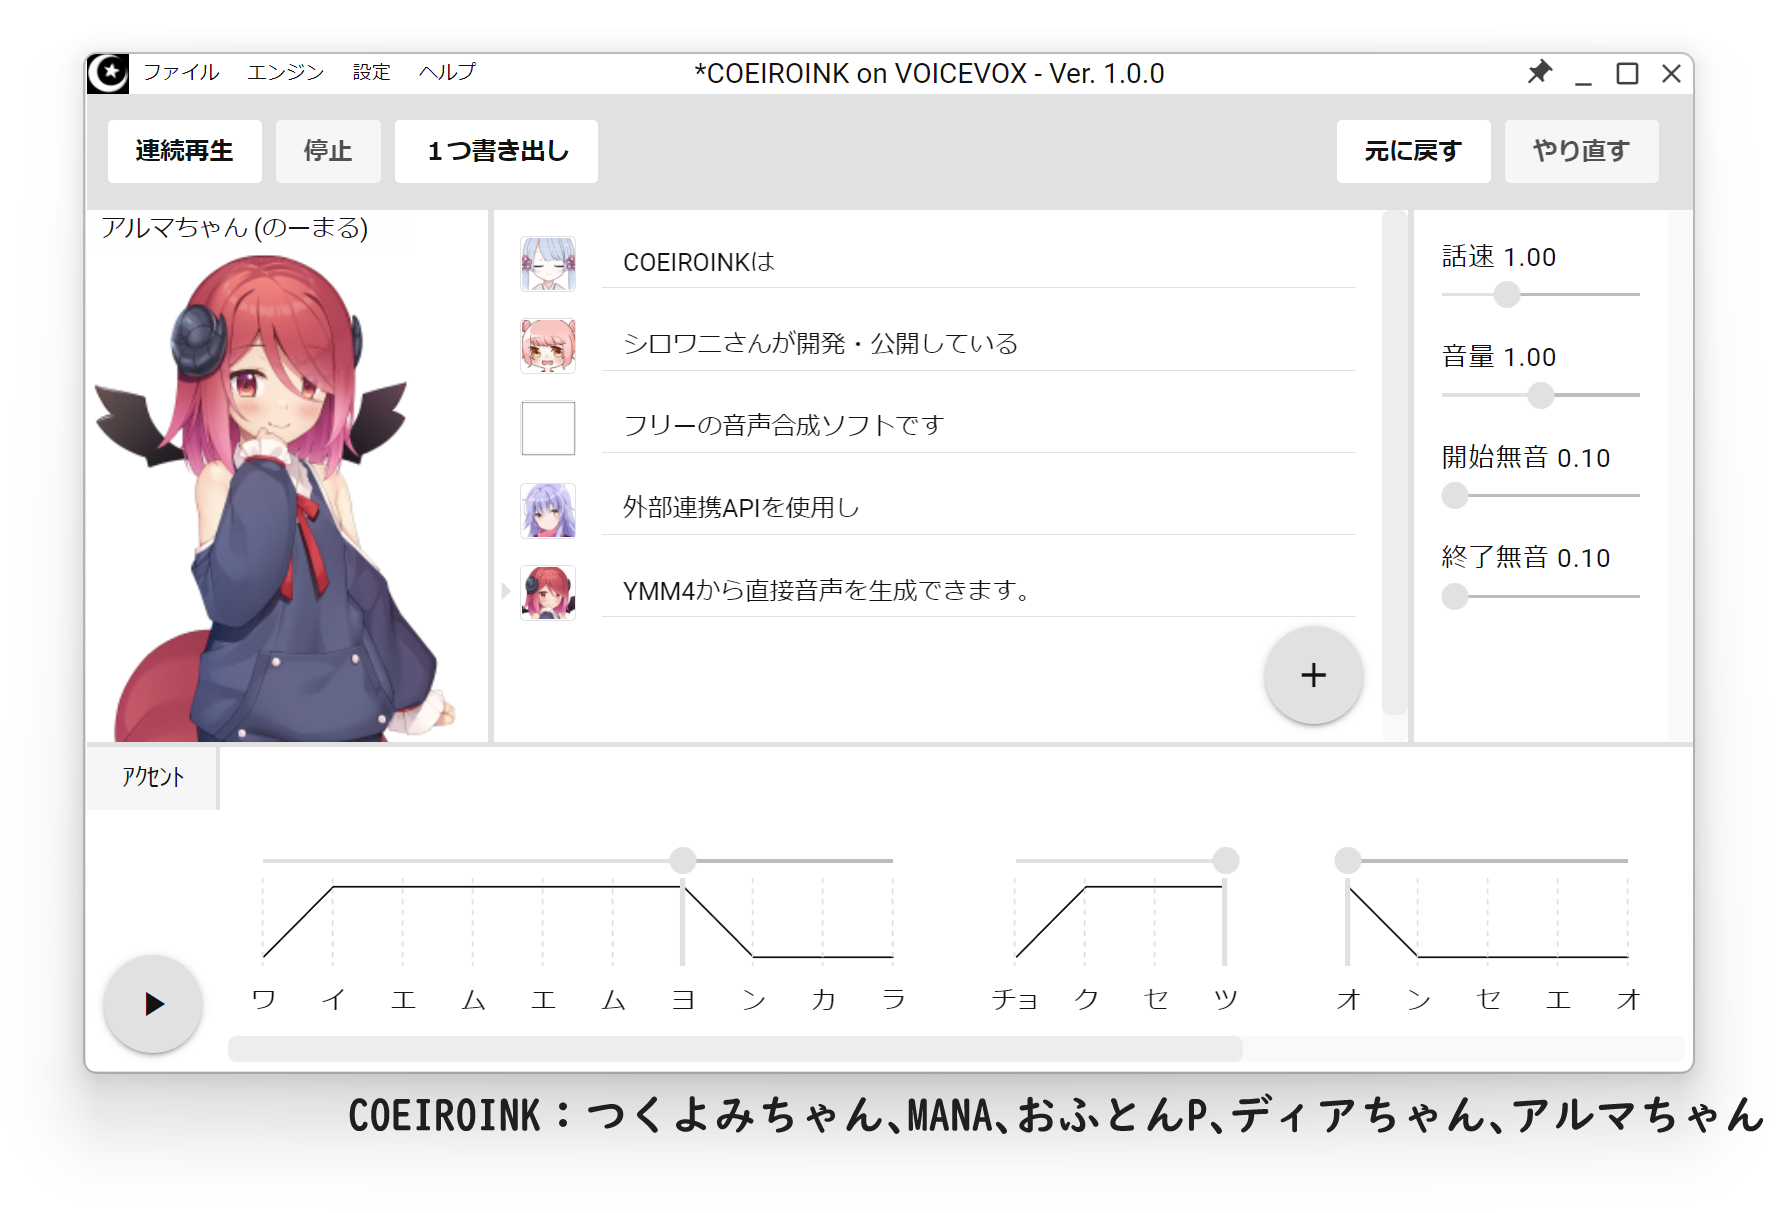 ファイル エンジン 設定 ヘルプ *COEIROINK on VOICEVOX - Ver. 1.0.0
連続再生 停止 1つ書き出し 元に戻す やり直す
アルマちゃん (のーまる)
COEIROINKは
シロワニさんが開発・公開している
フリーの音声合成ソフトです
外部連携APIを使用し
YMM4から直接音声を生成できます。
話速 1.00
音量 1.00
開始無音 0.10
終了無音 0.10
アクセント
ワ イ エ ム エ ム ヨ ン カ ラ チョ ク セ ツ オ ン セ エ オ
COEIROINK：つくよみちゃん､MANA､おふとんP､ディアちゃん､アルマちゃん